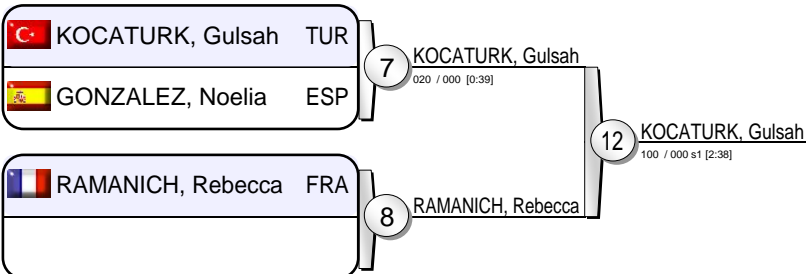 KOCATURK, Gulsah TUR
GONZALEZ, Noelia ESP
7
KOCATURK, Gulsah
020 / 000 [0:39]
RAMANICH, Rebecca FRA
8
RAMANICH, Rebecca
12
KOCATURK, Gulsah
100 / 000 s1 [2:38]